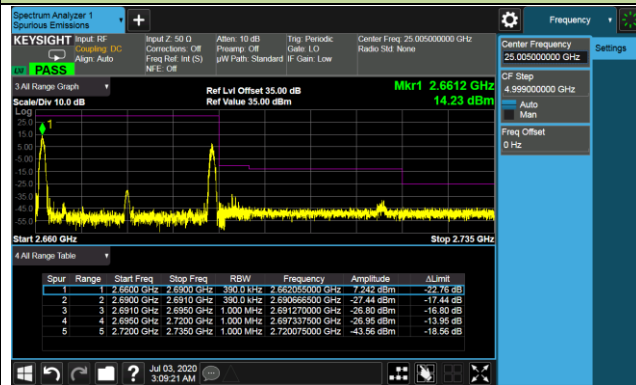 Spectrum Analyzer 1
Spurious Emissions
+
Frequency
KEYSIGHT Input: RF
Coupling: DC
Align: Auto
Input Z: 50 Ω
Corrections: Off
Freq Ref: Int (S)
NFE: Off
Atten: 10 dB
Preamp: Off
µW Path: Standard
Trig: Periodic
Gate: LO
IF Gain: Low
Center Freq: 25.005000000 GHz
Radio Std: None
PASS
Center Frequency
25.005000000 GHz
Settings
CF Step
4.999000000 GHz
Auto
Man
Freq Offset
0 Hz
3 All Range Graph
Scale/Div 10.0 dB
Ref Lvl Offset 35.00 dB
Ref Value 35.00 dBm
Mkr1 2.6612 GHz
14.23 dBm
Log
25.0
15.0
5.00
-5.00
-15.0
-25.0
-35.0
-45.0
-55.0
1
Start 2.660 GHz
Stop 2.735 GHz
4 All Range Table
Spur Range Start Freq Stop Freq RBW Frequency Amplitude ΔLimit
1 1 2.6600 GHz 2.6900 GHz 390.0 kHz 2.662055000 GHz 7.242 dBm -22.76 dB
2 2 2.6900 GHz 2.6910 GHz 390.0 kHz 2.690666500 GHz -27.44 dBm -17.44 dB
3 3 2.6910 GHz 2.6950 GHz 1.000 MHz 2.691270000 GHz -26.80 dBm -16.80 dB
4 4 2.6950 GHz 2.7200 GHz 1.000 MHz 2.697337500 GHz -26.95 dBm -13.95 dB
5 5 2.7200 GHz 2.7350 GHz 1.000 MHz 2.720075000 GHz -43.56 dBm -18.56 dB
?
Jul 03, 2020
3:09:21 AM